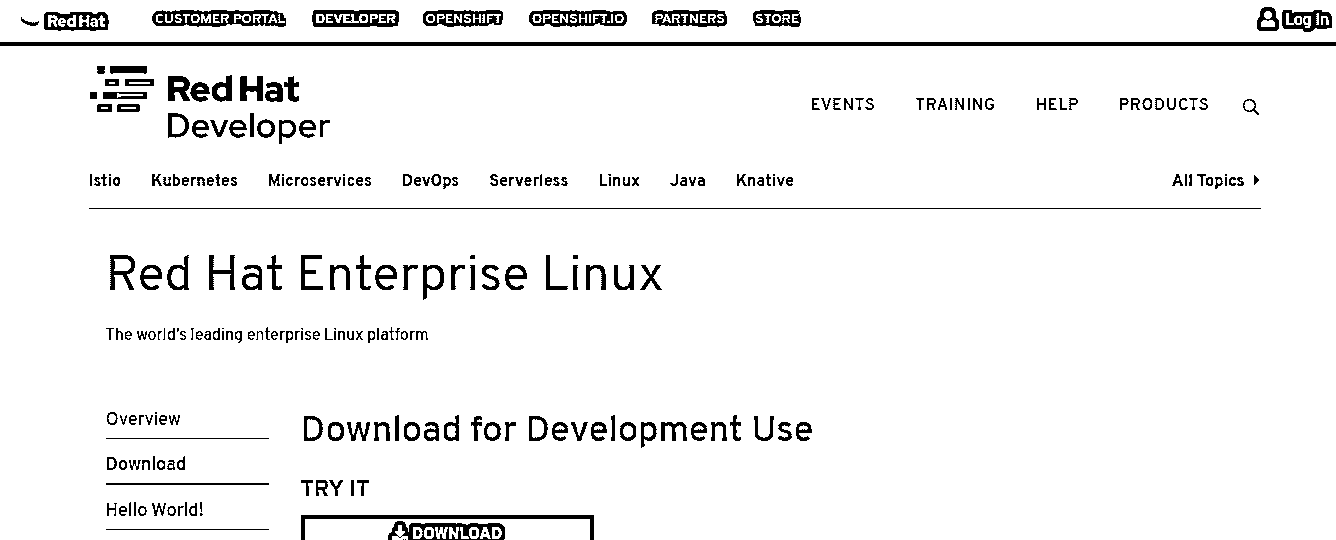 Red Hat CUSTOMER PORTAL DEVELOPER OPENSHIFT OPENSHIFT.IO PARTNERS STORE Log In
Red Hat
Developer
EVENTS TRAINING HELP PRODUCTS
Istio Kubernetes Microservices DevOps Serverless Linux Java Knative All Topics
Red Hat Enterprise Linux
The world's leading enterprise Linux platform
Overview
Download
Hello World!
Download for Development Use
TRY IT
DOWNLOAD